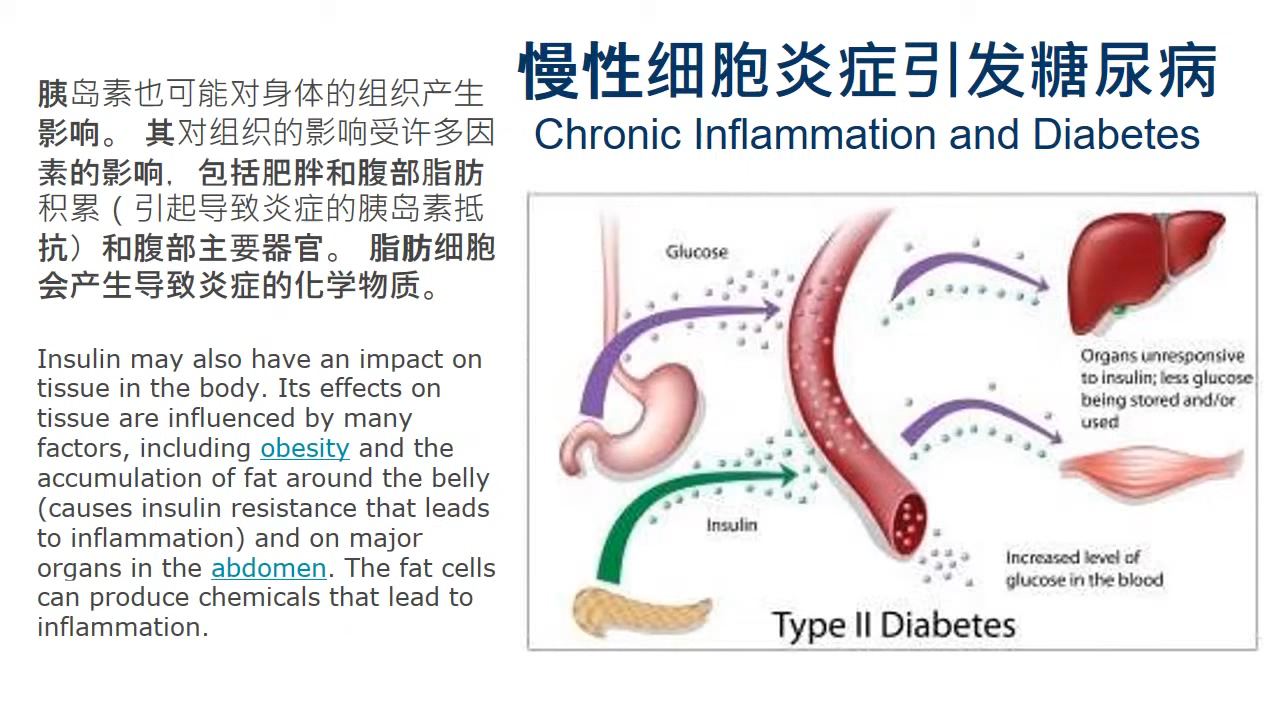 慢性细胞炎症引发糖尿病
Chronic Inflammation and Diabetes
胰岛素也可能对身体的组织产生
影响。 其对组织的影响受许多因
素的影响，包括肥胖和腹部脂肪
积累（引起导致炎症的胰岛素抵
抗）和腹部主要器官。 脂肪细胞
会产生导致炎症的化学物质。
Insulin may also have an impact on
tissue in the body. Its effects on
tissue are influenced by many
factors, including obesity and the
accumulation of fat around the belly
(causes insulin resistance that leads
to inflammation) and on major
organs in the abdomen. The fat cells
can produce chemicals that lead to
inflammation.
Glucose
Organs unresponsive
to insulin; less glucose
being stored and/or
used
Insulin
Increased level of
glucose in the blood
Type II Diabetes